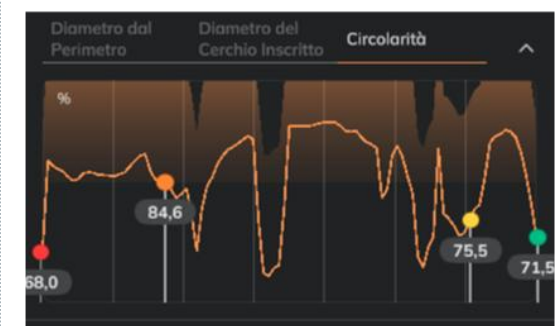 Diametro dal
Perimetro
Diametro del
Cerchio Inscritto
Circolarità
%
84,6
75,5
71,5
68,0